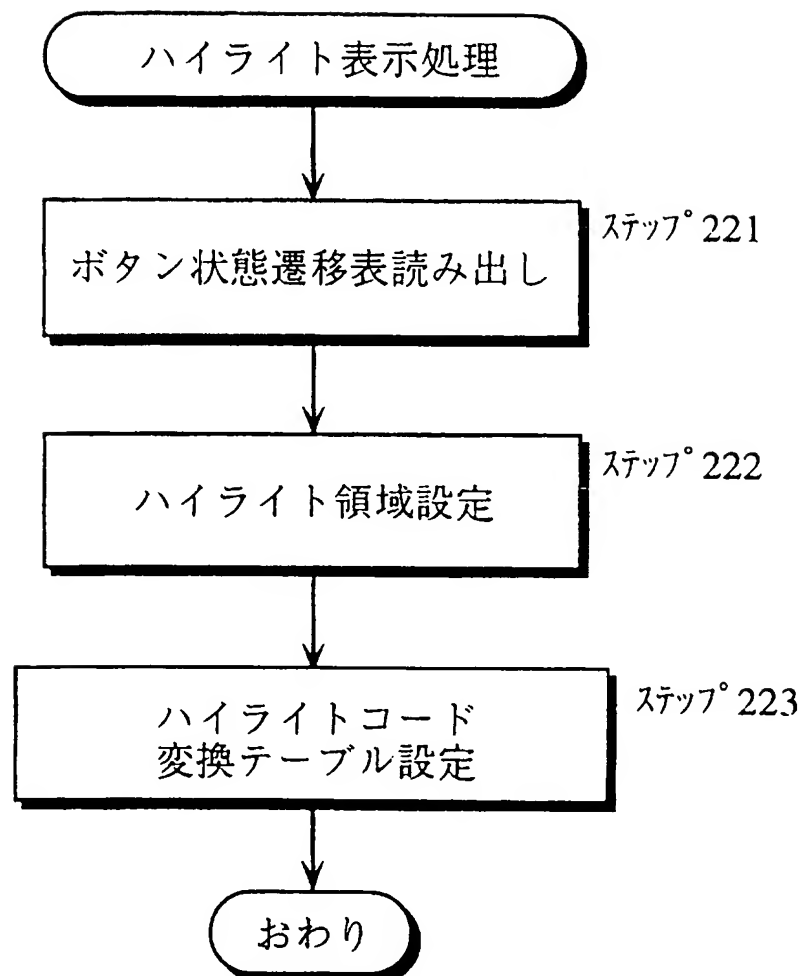 ハイライト表示処理
ボタン状態遷移表読み出し
ステップ221
ハイライト領域設定
ステップ222
ハイライトコード
変換テーブル設定
ステップ223
おわり